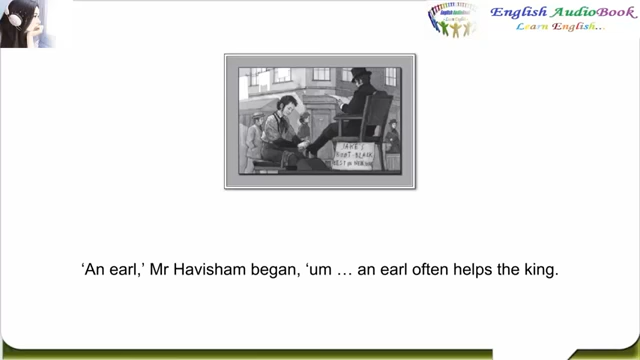 English AudioBook
Learn English...
JAKE'S
‘An earl,’ Mr Havisham began, ‘um … an earl often helps the king.